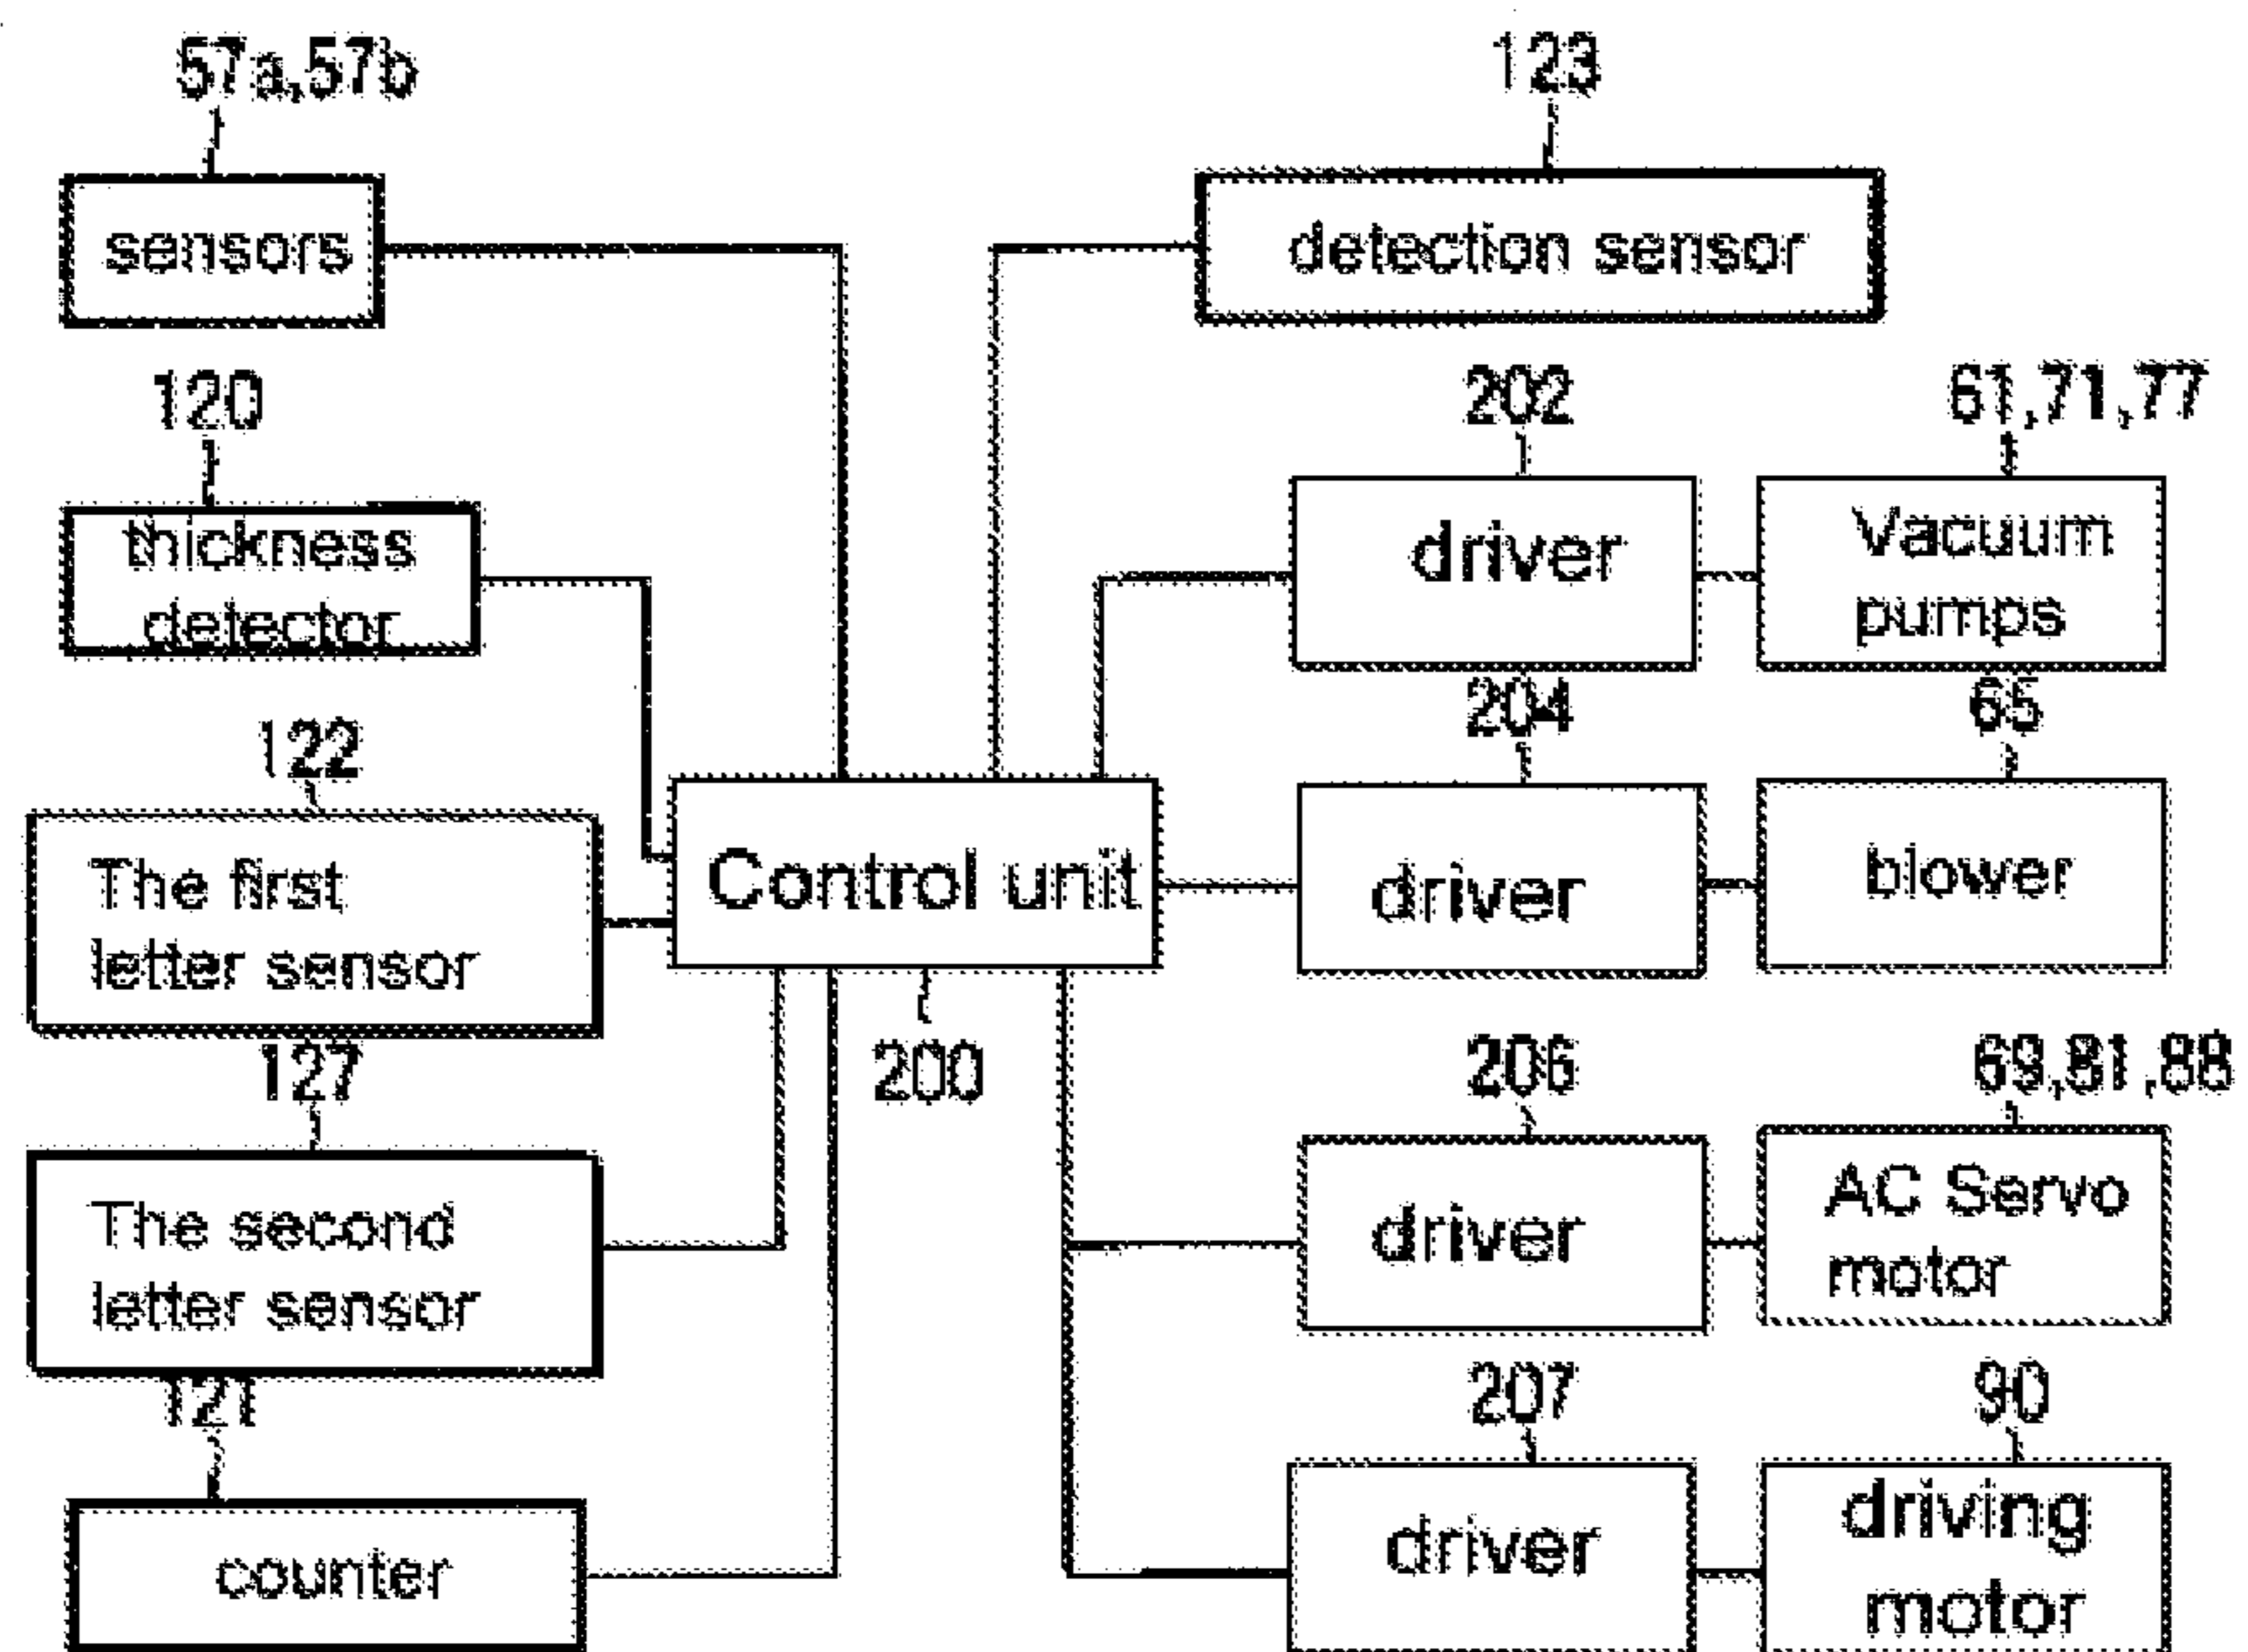 57a,57b
sensors
120
thickness
detector
122
The first
letter sensor
127
The second
letter sensor
121
counter
Control unit
200
123
detection sensor
202
driver
61,71,77
Vacuum
pumps
204
driver
65
blower
206
driver
69,81,88
AC Servo
motor
207
driver
90
driving
motor